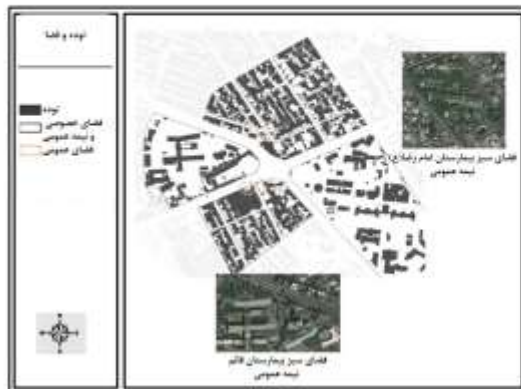 توده و فضا
توده
فضای خصوصی
و نیمه عمومی
فضای عمومی
فضای سبز بیمارستان امام رضا(ع)
نیمه عمومی
فضای سبز بیمارستان قائم
نیمه عمومی